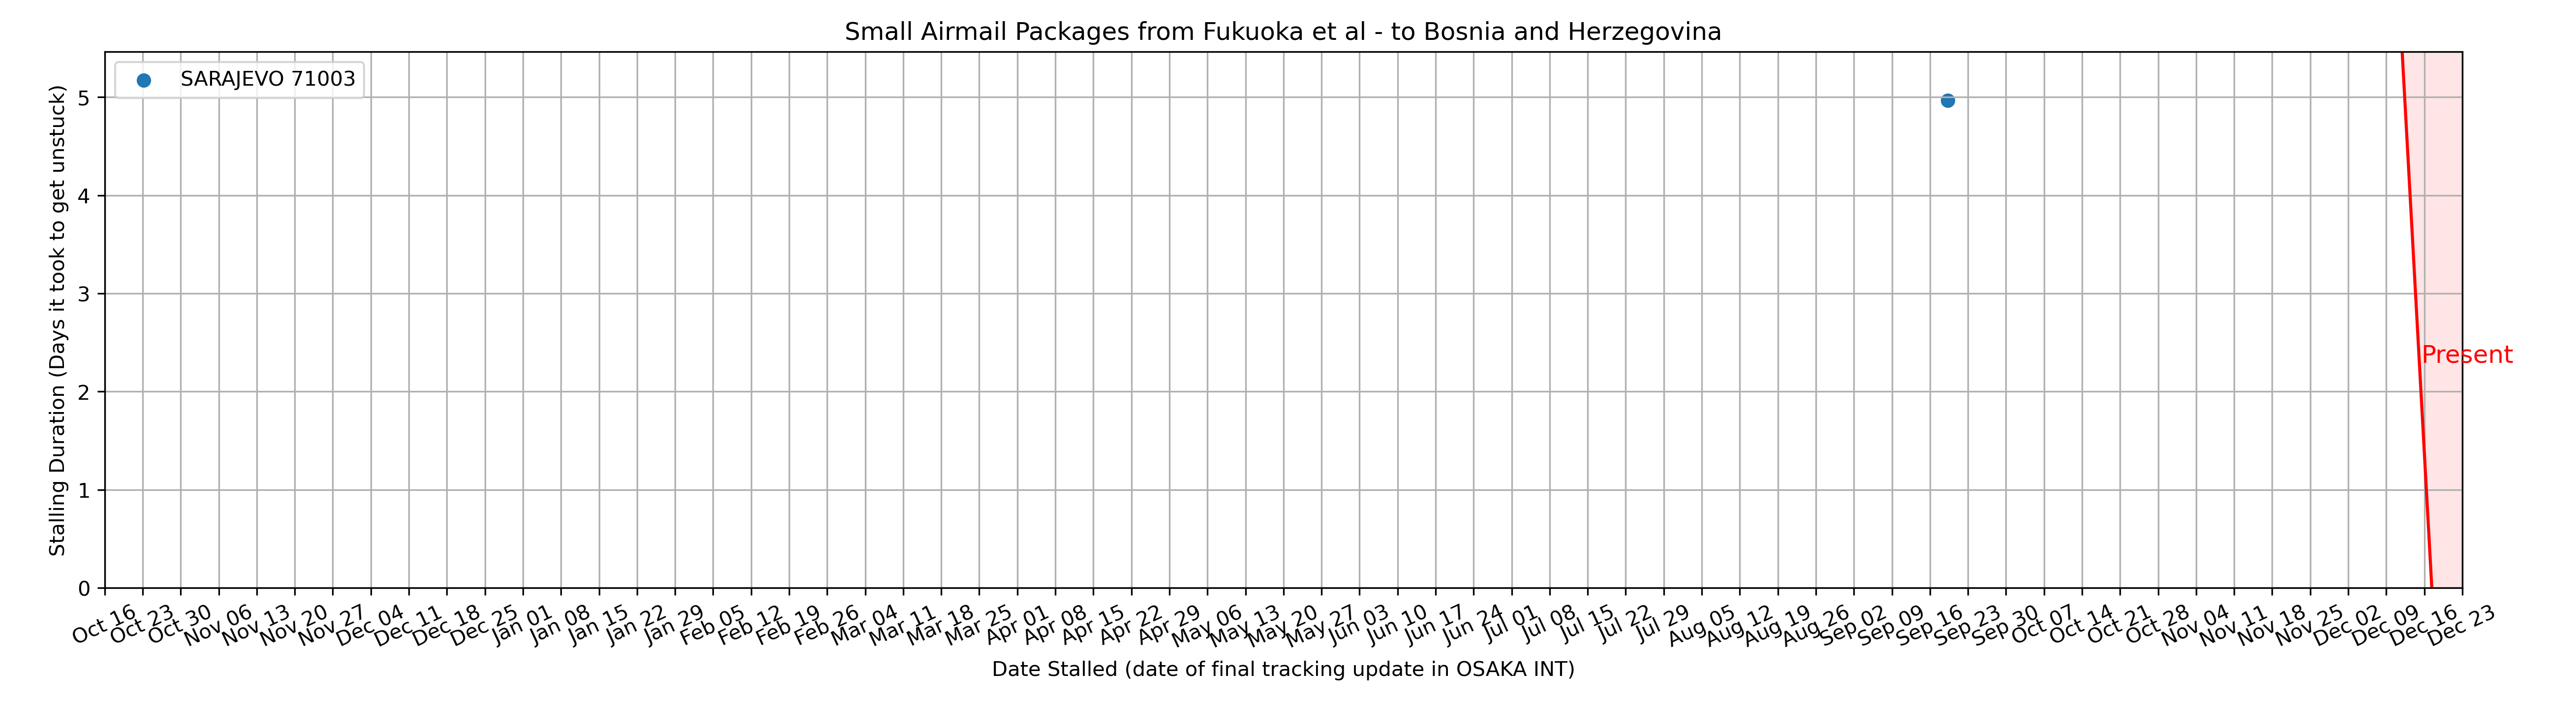 Small Airmail Packages from Fukuoka et al - to Bosnia and Herzegovina
SARAJEVO 71003
Stalling Duration (Days it took to get unstuck)
5
4
3
2
1
0
Present
Oct 16 Oct 23 Oct 30 Nov 06 Nov 13 Nov 20 Nov 27 Dec 04 Dec 11 Dec 18 Dec 25 Jan 01 Jan 08 Jan 15 Jan 22 Jan 29 Feb 05 Feb 12 Feb 19 Feb 26 Mar 04 Mar 11 Mar 18 Mar 25 Apr 01 Apr 08 Apr 15 Apr 22 Apr 29 May 06 May 13 May 20 May 27 Jun 03 Jun 10 Jun 17 Jun 24 Jul 01 Jul 08 Jul 15 Jul 22 Jul 29 Aug 05 Aug 12 Aug 19 Aug 26 Sep 02 Sep 09 Sep 16 Sep 23 Sep 30 Oct 07 Oct 14 Oct 21 Oct 28 Nov 04 Nov 11 Nov 18 Nov 25 Dec 02 Dec 09 Dec 16 Dec 23
Date Stalled (date of final tracking update in OSAKA INT)